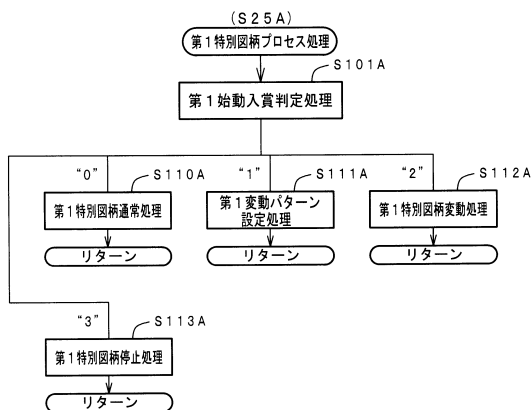 (S25A)
第1特別図柄プロセス処理
S101A
第1始動入賞判定処理
“0”
S110A
第1特別図柄通常処理
リターン
“1”
S111A
第1変動パターン
設定処理
リターン
“2”
S112A
第1特別図柄変動処理
リターン
“3”
S113A
第1特別図柄停止処理
リターン